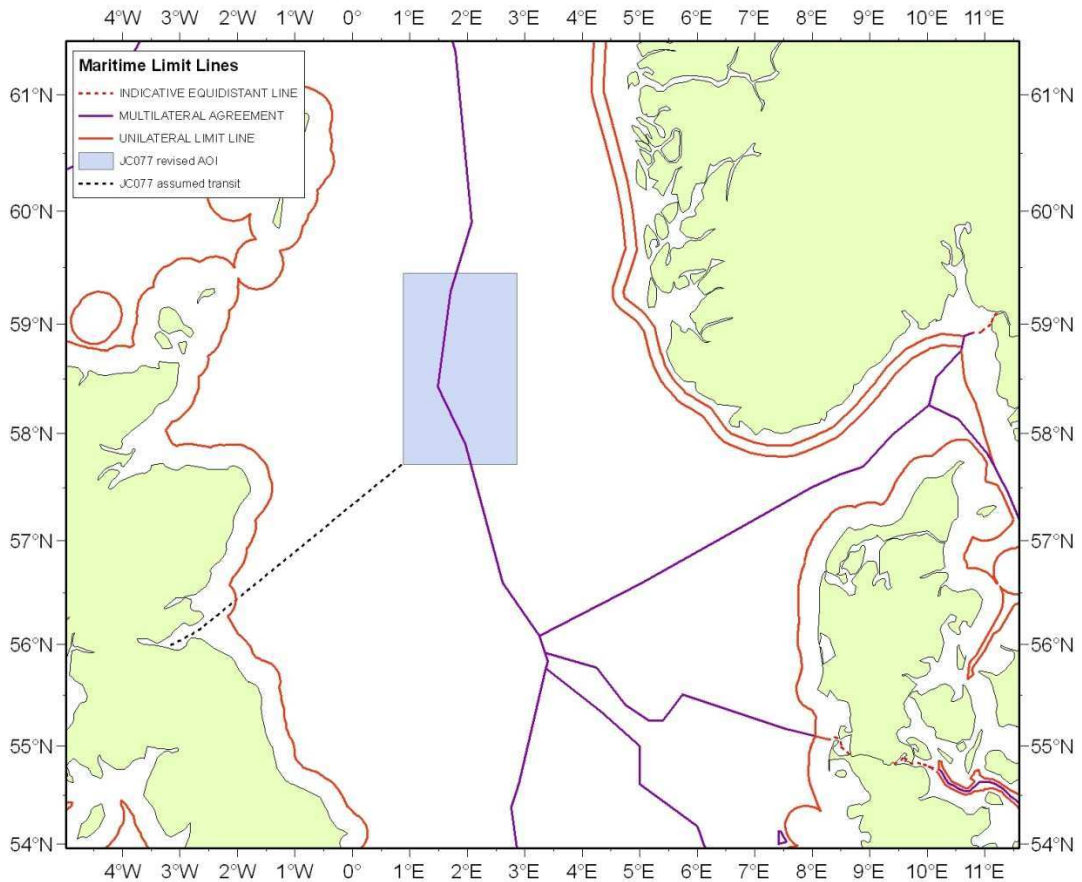 4°W 3°W 2°W 1°W 0° 1°E 2°E 3°E 4°E 5°E 6°E 7°E 8°E 9°E 10°E 11°E
Maritime Limit Lines
INDICATIVE EQUIDISTANT LINE
MULTILATERAL AGREEMENT
UNILATERAL LIMIT LINE
JC077 revised AOI
JC077 assumed transit
61°N 61°N
60°N 60°N
59°N 59°N
58°N 58°N
57°N 57°N
56°N 56°N
55°N 55°N
54°N 54°N
4°W 3°W 2°W 1°W 0° 1°E 2°E 3°E 4°E 5°E 6°E 7°E 8°E 9°E 10°E 11°E